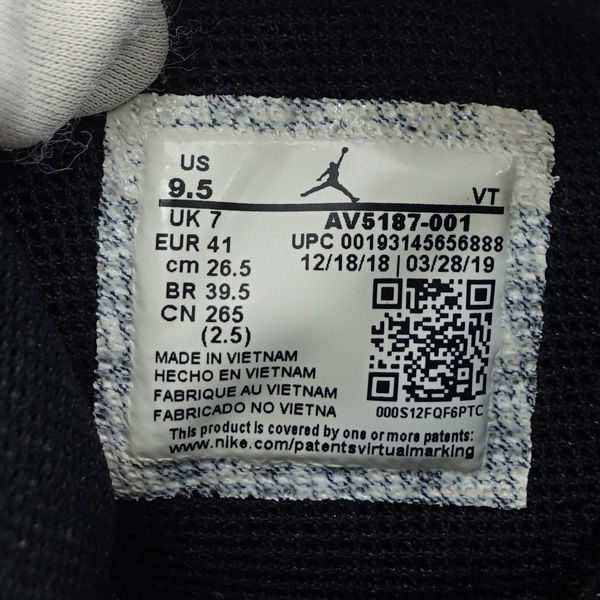 US
9.5
VT
UK 7
AV5187-001
EUR 41
UPC 00193145656888
cm 26.5
12/18/18 | 03/28/19
BR 39.5
CN 265
(2.5)
MADE IN VIETNAM
HECHO EN VIETNAM
FABRIQUE AU VIETNAM
FABRICADO NO VIETNA
000S12FQF6PTC
This product is covered by one or more patents:
www.nike.com/patentsvirtualmarking